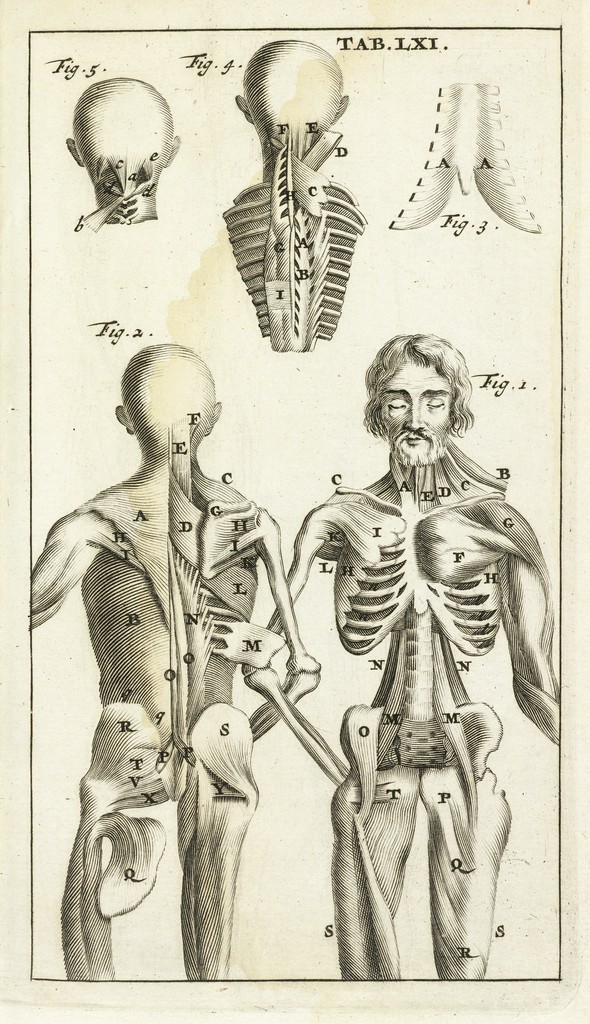 TAB. LXI.
Fig. 5.
c e
a
d
b
Fig. 4.
F E
D
H C
G A
B
I
A A
Fig. 3.
Fig. 2.
F
E
C
A D G H
H I
I K
L
B N
M
O O
q q
R S
T P P
V
X Y
Q
Fig. 1.
C A E D C B
I G
K
L H F
H
N N
M M
O
T P
Q
S S
R